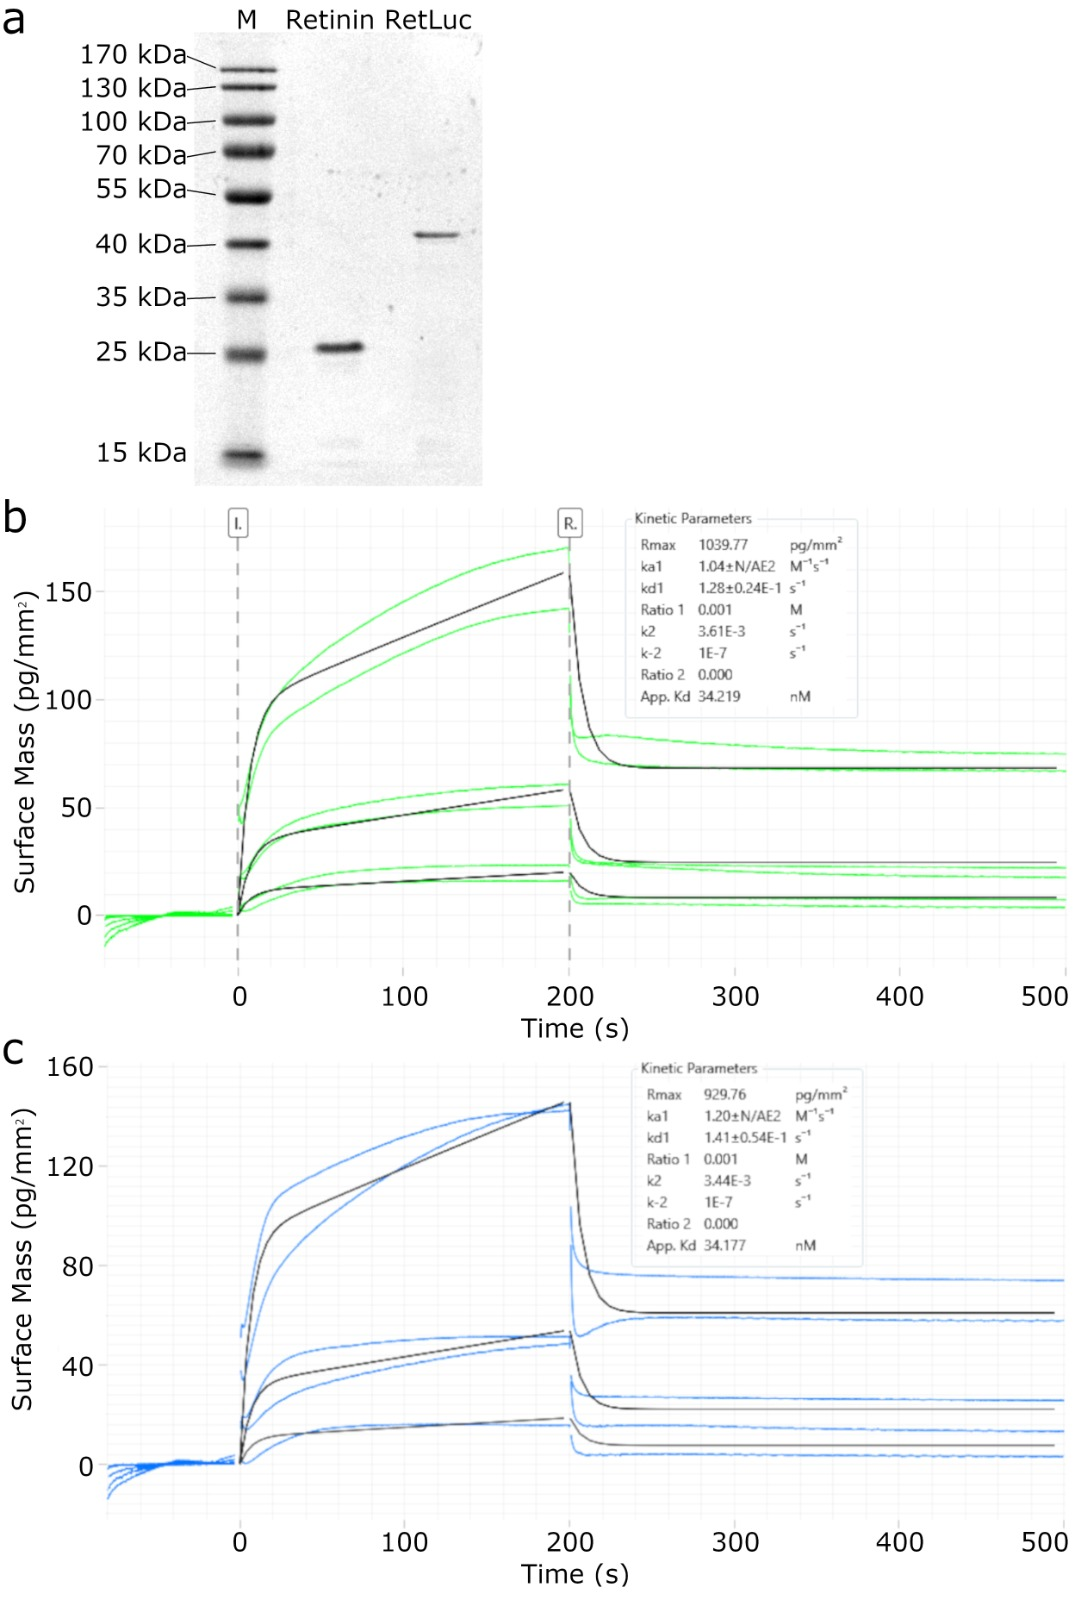 a
M Retinin RetLuc
170 kDa
130 kDa
100 kDa
70 kDa
55 kDa
40 kDa
35 kDa
25 kDa
15 kDa
b
I. R.
Kinetic Parameters
Rmax 1039.77 pg/mm²
ka1 1.04±N/AE2 M⁻¹s⁻¹
kd1 1.28±0.24E-1 s⁻¹
Ratio 1 0.001 M
k2 3.61E-3 s⁻¹
k-2 1E-7 s⁻¹
Ratio 2 0.000
App. Kd 34.219 nM
Surface Mass (pg/mm²)
150
100
50
0
0 100 200 300 400 500
Time (s)
c
Kinetic Parameters
Rmax 929.76 pg/mm²
ka1 1.20±N/AE2 M⁻¹s⁻¹
kd1 1.41±0.54E-1 s⁻¹
Ratio 1 0.001 M
k2 3.44E-3 s⁻¹
k-2 1E-7 s⁻¹
Ratio 2 0.000
App. Kd 34.177 nM
Surface Mass (pg/mm²)
160
120
80
40
0
0 100 200 300 400 500
Time (s)